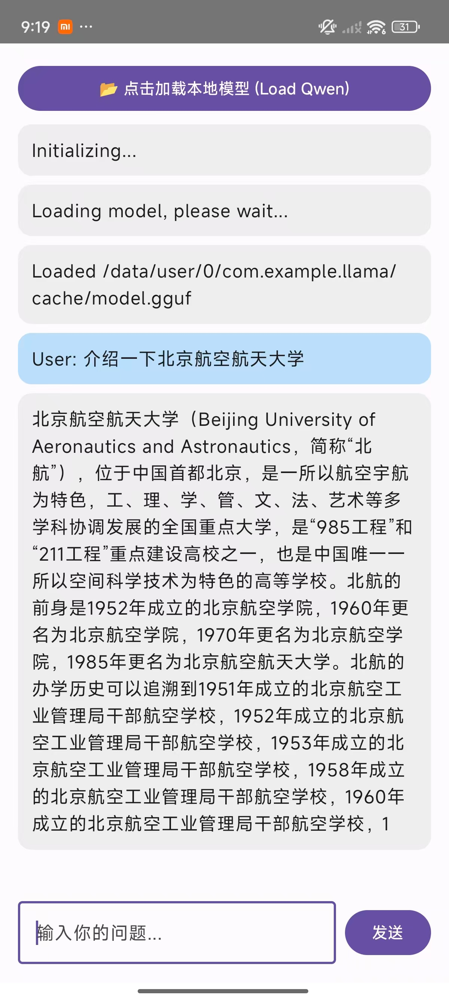 9:19 mi ...
6 31
点击加载本地模型 (Load Qwen)
Initializing...
Loading model, please wait...
Loaded /data/user/0/com.example.llama/
cache/model.gguf
User: 介绍一下北京航空航天大学
北京航空航天大学（Beijing University of
Aeronautics and Astronautics，简称“北
航”），位于中国首都北京，是一所以航空宇航
为特色，工、理、学、管、文、法、艺术等多
学科协调发展的全国重点大学，是“985工程”和
“211工程”重点建设高校之一，也是中国唯一一
所以空间科学技术为特色的高等学校。北航的
前身是1952年成立的北京航空学院，1960年更
名为北京航空学院，1970年更名为北京航空学
院，1985年更名为北京航空航天大学。北航的
办学历史可以追溯到1951年成立的北京航空工
业管理局干部航空学校，1952年成立的北京航
空工业管理局干部航空学校，1953年成立的北
京航空工业管理局干部航空学校，1958年成立
的北京航空工业管理局干部航空学校，1960年
成立的北京航空工业管理局干部航空学校，1
输入你的问题...
发送